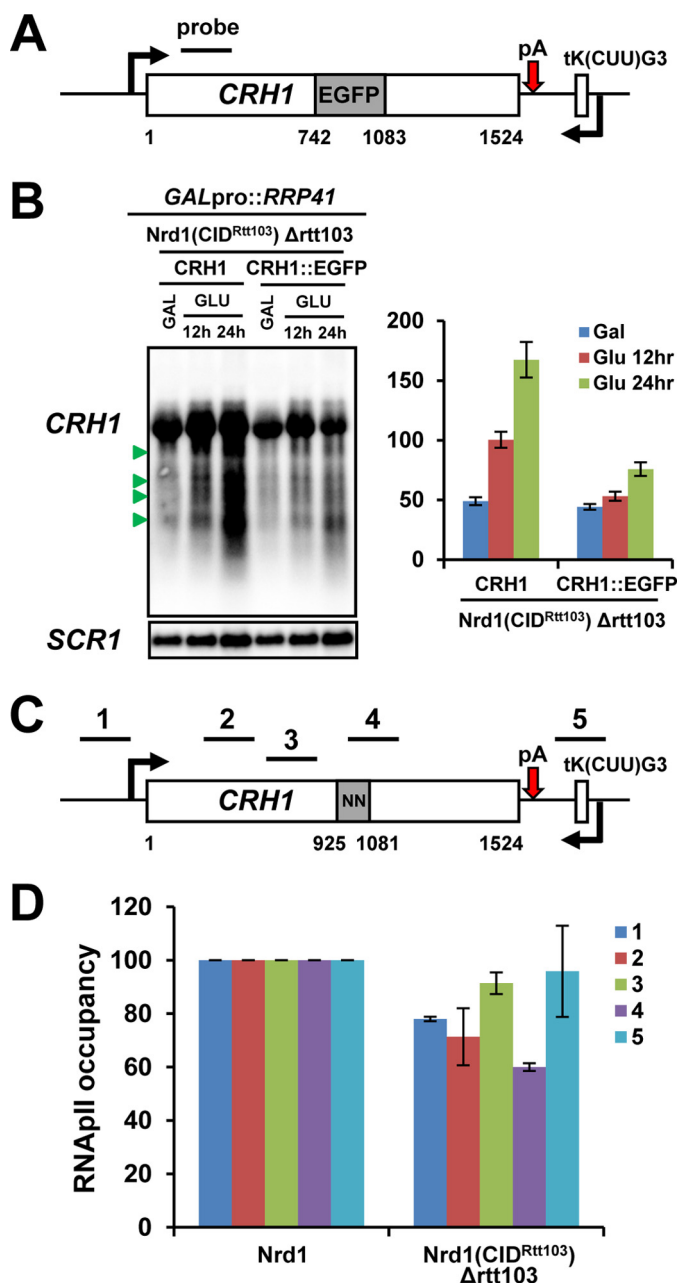 A
probe
pA
tK(CUU)G3
CRH1
EGFP
1
742
1083
1524
B
GALpro::RRP41
Nrd1(CIDRtt103) Δrtt103
CRH1
CRH1::EGFP
GAL
GLU
GAL
GLU
12h
24h
12h
24h
CRH1
SCR1
200
150
100
50
0
Gal
Glu 12hr
Glu 24hr
CRH1
CRH1::EGFP
Nrd1(CIDRtt103) Δrtt103
C
1
2
3
4
5
pA
tK(CUU)G3
CRH1
NN
1
925
1081
1524
D
RNApII occupancy
120
100
80
60
40
20
0
1
2
3
4
5
Nrd1
Nrd1(CIDRtt103)
Δrtt103